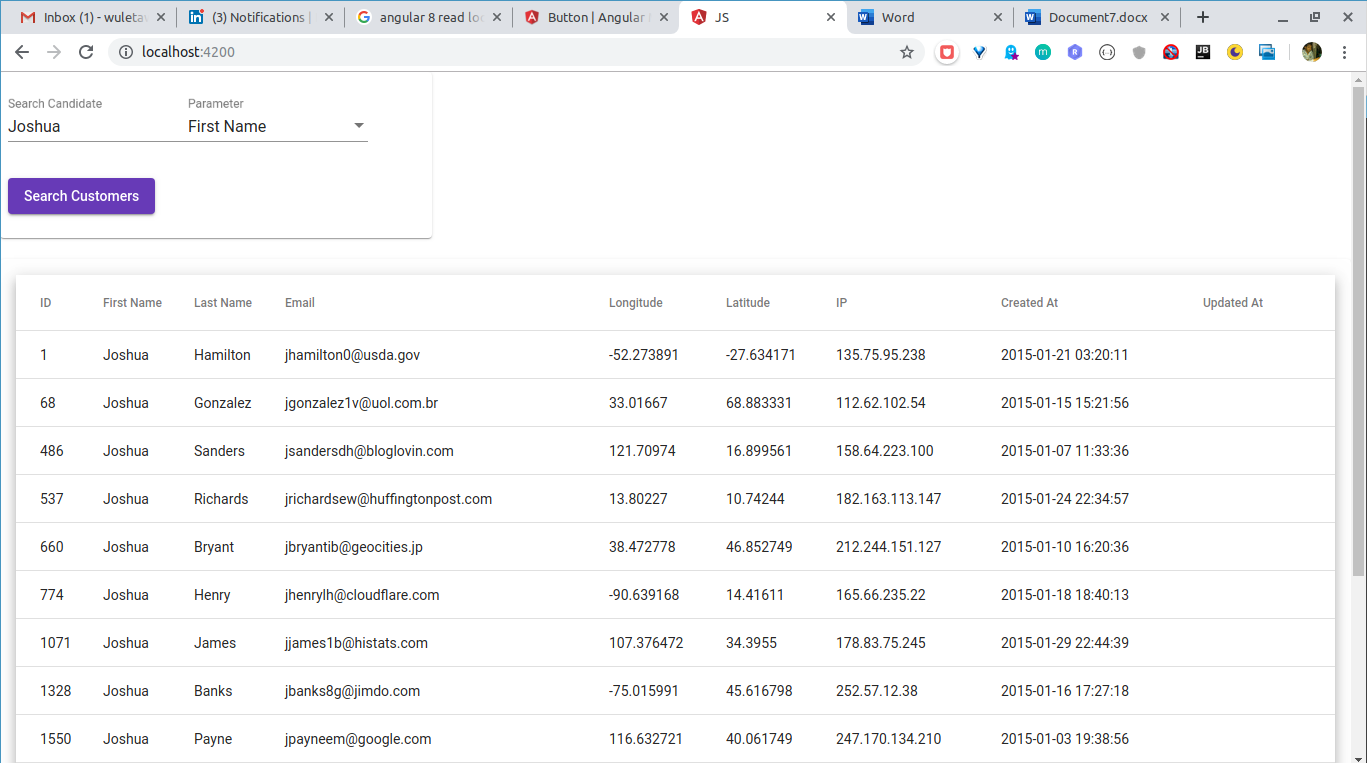 Inbox (1) - wuleta
(3) Notifications |
angular 8 read loc
Button | Angular
JS
Word
Document7.docx
localhost:4200
Search Candidate Parameter
Joshua First Name
Search Customers
ID First Name Last Name Email Longitude Latitude IP Created At Updated At
1 Joshua Hamilton jhamilton0@usda.gov -52.273891 -27.634171 135.75.95.238 2015-01-21 03:20:11
68 Joshua Gonzalez jgonzalez1v@uol.com.br 33.01667 68.883331 112.62.102.54 2015-01-15 15:21:56
486 Joshua Sanders jsandersdh@bloglovin.com 121.70974 16.899561 158.64.223.100 2015-01-07 11:33:36
537 Joshua Richards jrichardsew@huffingtonpost.com 13.80227 10.74244 182.163.113.147 2015-01-24 22:34:57
660 Joshua Bryant jbryantib@geocities.jp 38.472778 46.852749 212.244.151.127 2015-01-10 16:20:36
774 Joshua Henry jhenrylh@cloudflare.com -90.639168 14.41611 165.66.235.22 2015-01-18 18:40:13
1071 Joshua James jjames1b@histats.com 107.376472 34.3955 178.83.75.245 2015-01-29 22:44:39
1328 Joshua Banks jbanks8g@jimdo.com -75.015991 45.616798 252.57.12.38 2015-01-16 17:27:18
1550 Joshua Payne jpayneem@google.com 116.632721 40.061749 247.170.134.210 2015-01-03 19:38:56